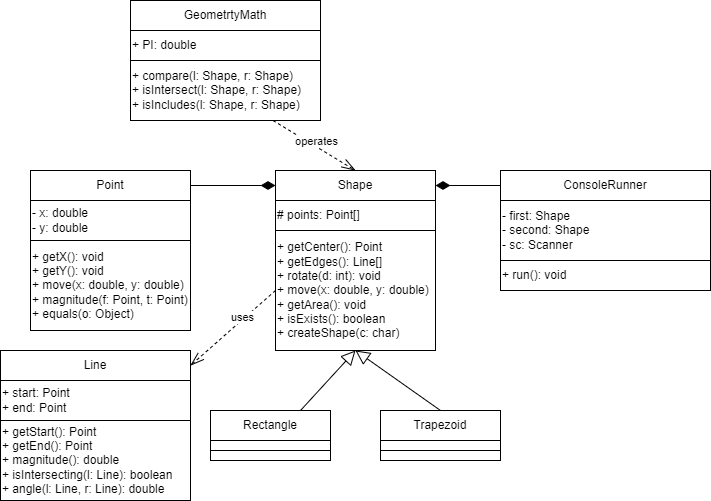 GeometrtyMath
+ PI: double
+ compare(l: Shape, r: Shape)
+ isIntersect(l: Shape, r: Shape)
+ isIncludes(l: Shape, r: Shape)
operates
Point
- x: double
- y: double
+ getX(): void
+ getY(): void
+ move(x: double, y: double)
+ magnitude(f: Point, t: Point)
+ equals(o: Object)
Shape
# points: Point[]
+ getCenter(): Point
+ getEdges(): Line[]
+ rotate(d: int): void
+ move(x: double, y: double)
+ getArea(): void
+ isExists(): boolean
+ createShape(c: char)
ConsoleRunner
- first: Shape
- second: Shape
- sc: Scanner
+ run(): void
uses
Line
+ start: Point
+ end: Point
+ getStart(): Point
+ getEnd(): Point
+ magnitude(): double
+ isIntersecting(l: Line): boolean
+ angle(l: Line, r: Line): double
Rectangle
Trapezoid